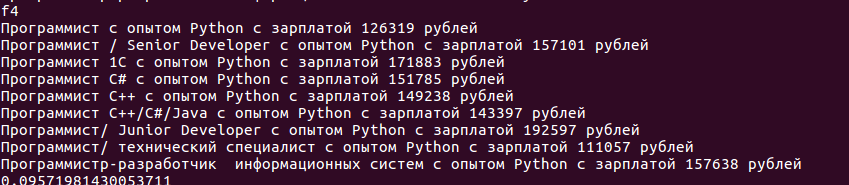 f4
Программист с опытом Python с зарплатой 126319 рублей
Программист / Senior Developer с опытом Python с зарплатой 157101 рублей
Программист 1С с опытом Python с зарплатой 171883 рублей
Программист C# с опытом Python с зарплатой 151785 рублей
Программист C++ с опытом Python с зарплатой 149238 рублей
Программист C++/C#/Java с опытом Python с зарплатой 143397 рублей
Программист/ Junior Developer с опытом Python с зарплатой 192597 рублей
Программист/ технический специалист с опытом Python с зарплатой 111057 рублей
Программистр-разработчик  информационных систем с опытом Python с зарплатой 157638 рублей
0.09571981430053711